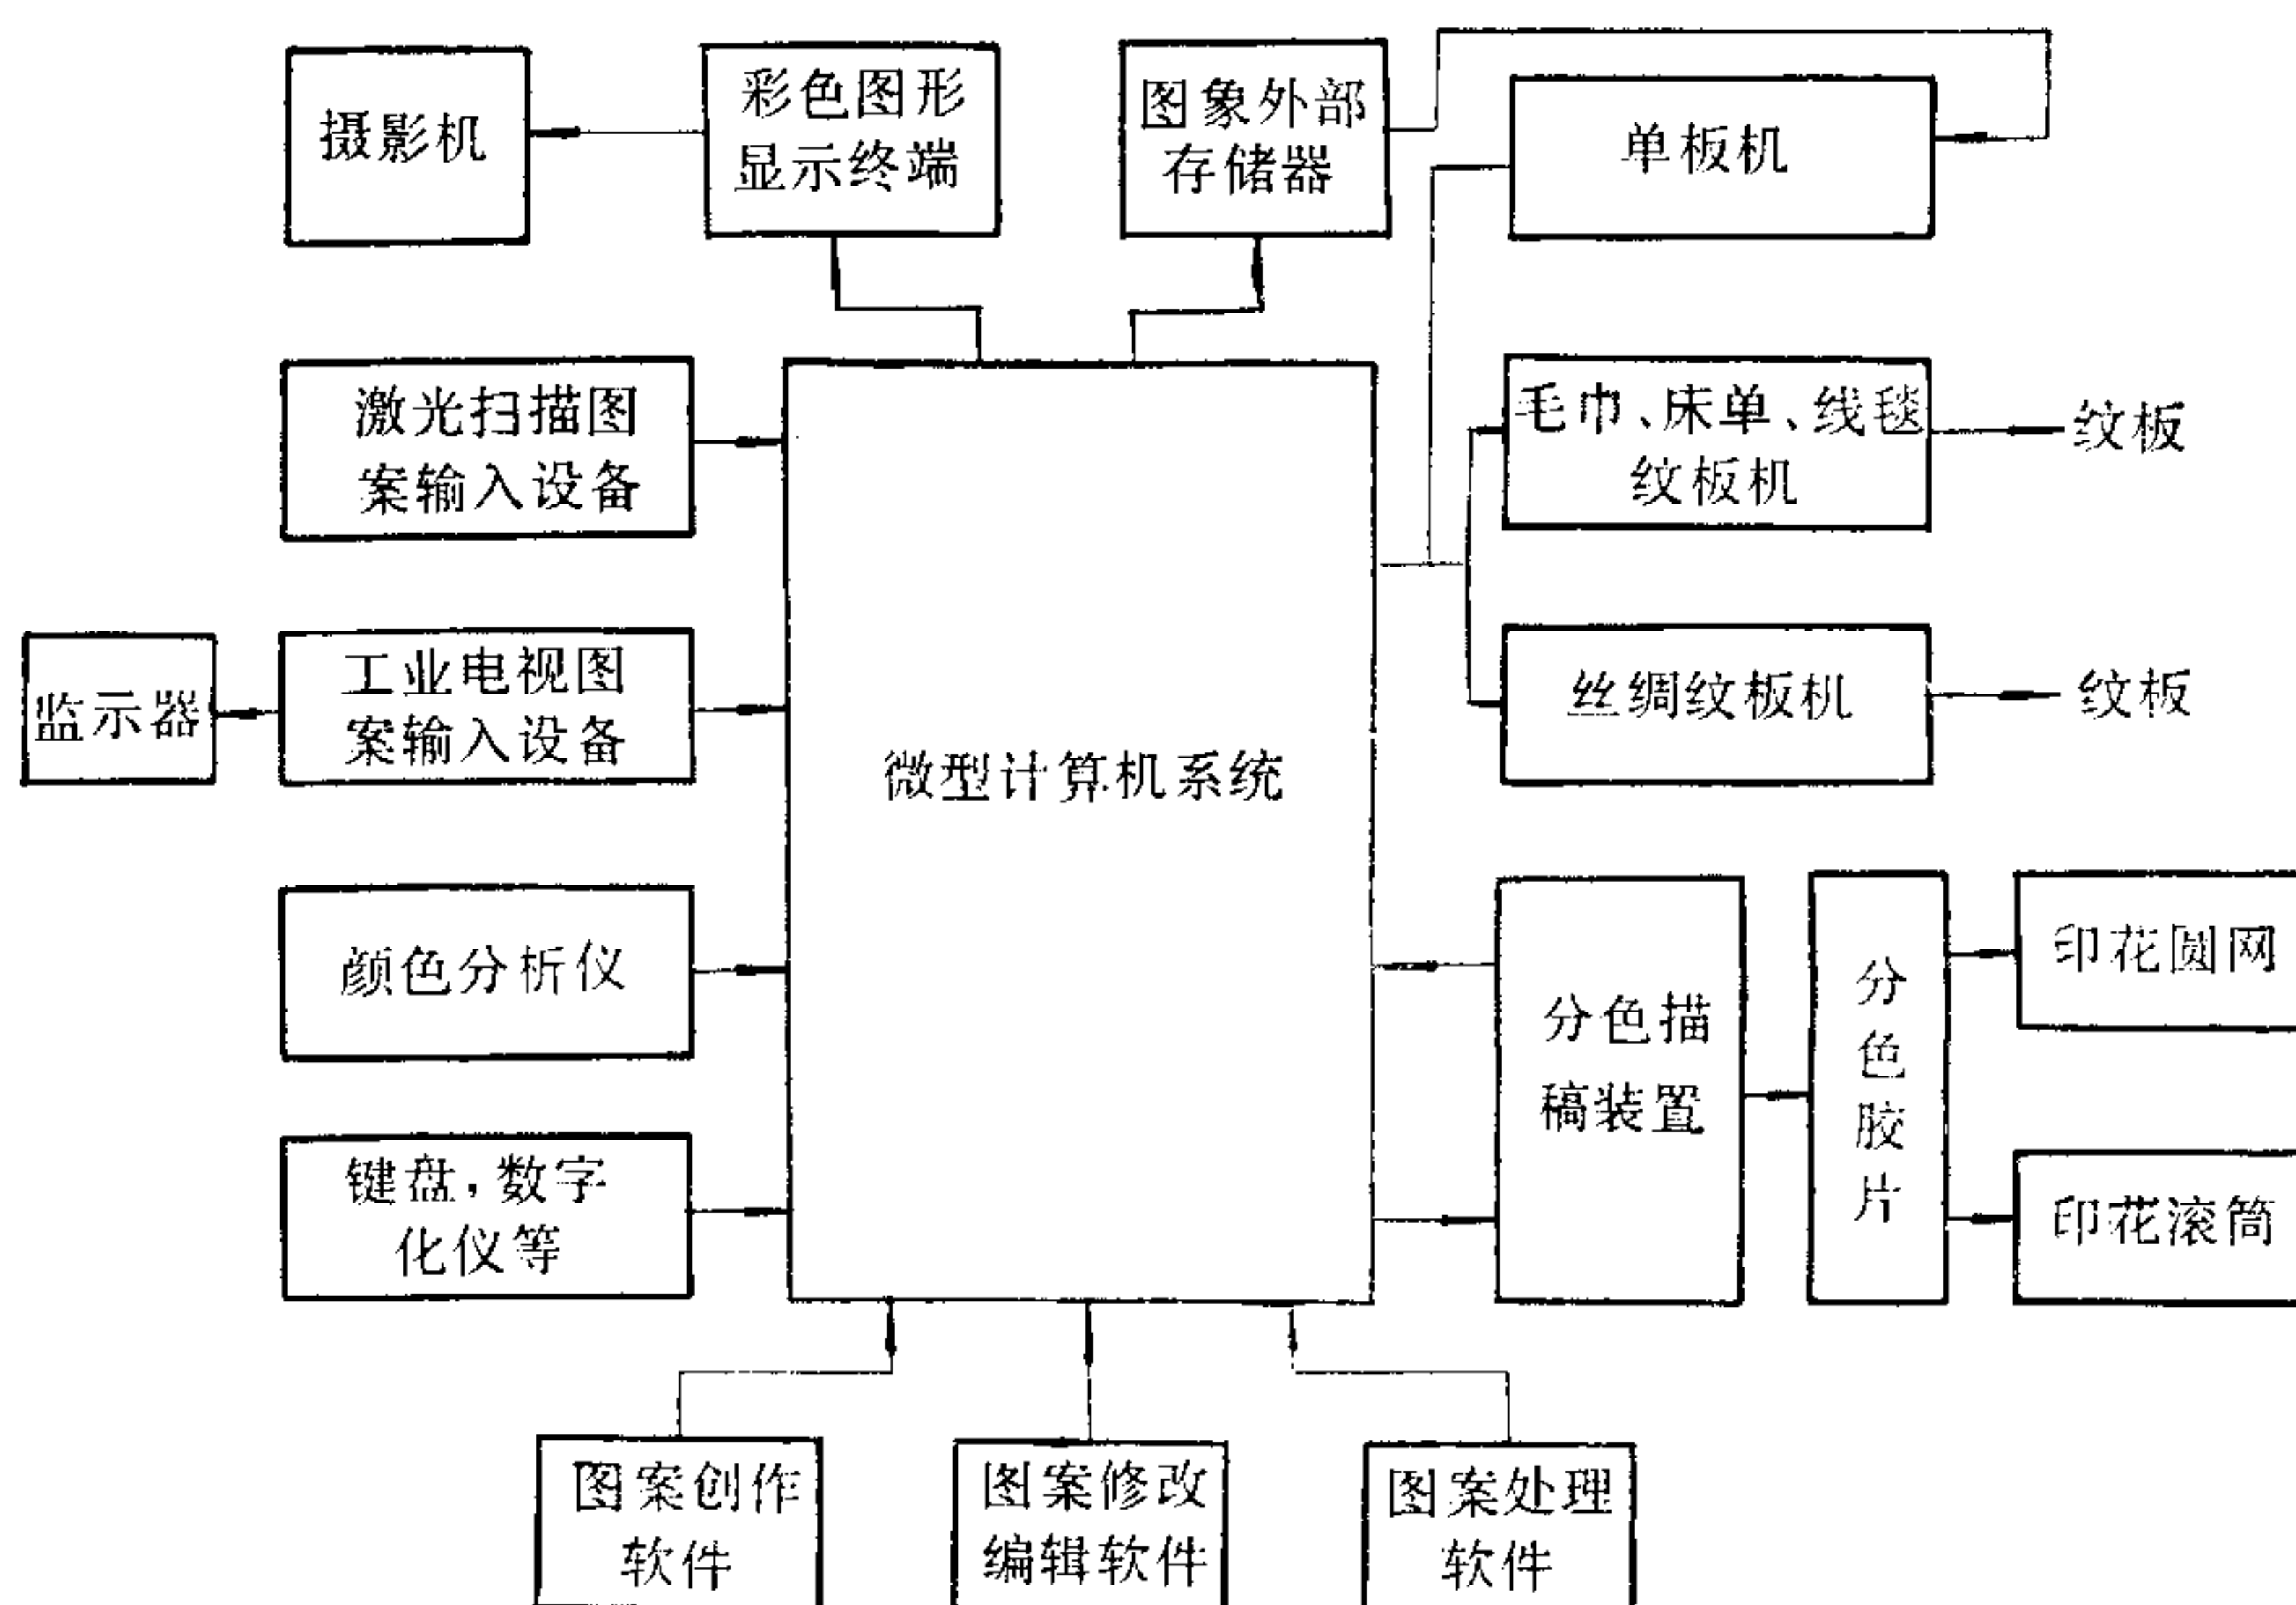 摄影机
彩色图形
显示终端
图象外部
存储器
单板机
激光扫描图
案输入设备
毛巾、床单、线毯
纹板机
纹板
监示器
工业电视图
案输入设备
微型计算机系统
丝绸纹板机
纹板
颜色分析仪
分色描
稿装置
分
色
胶
片
印花圆网
键盘，数字
化仪等
印花滚筒
图案创作
软件
图案修改
编辑软件
图案处理
软件